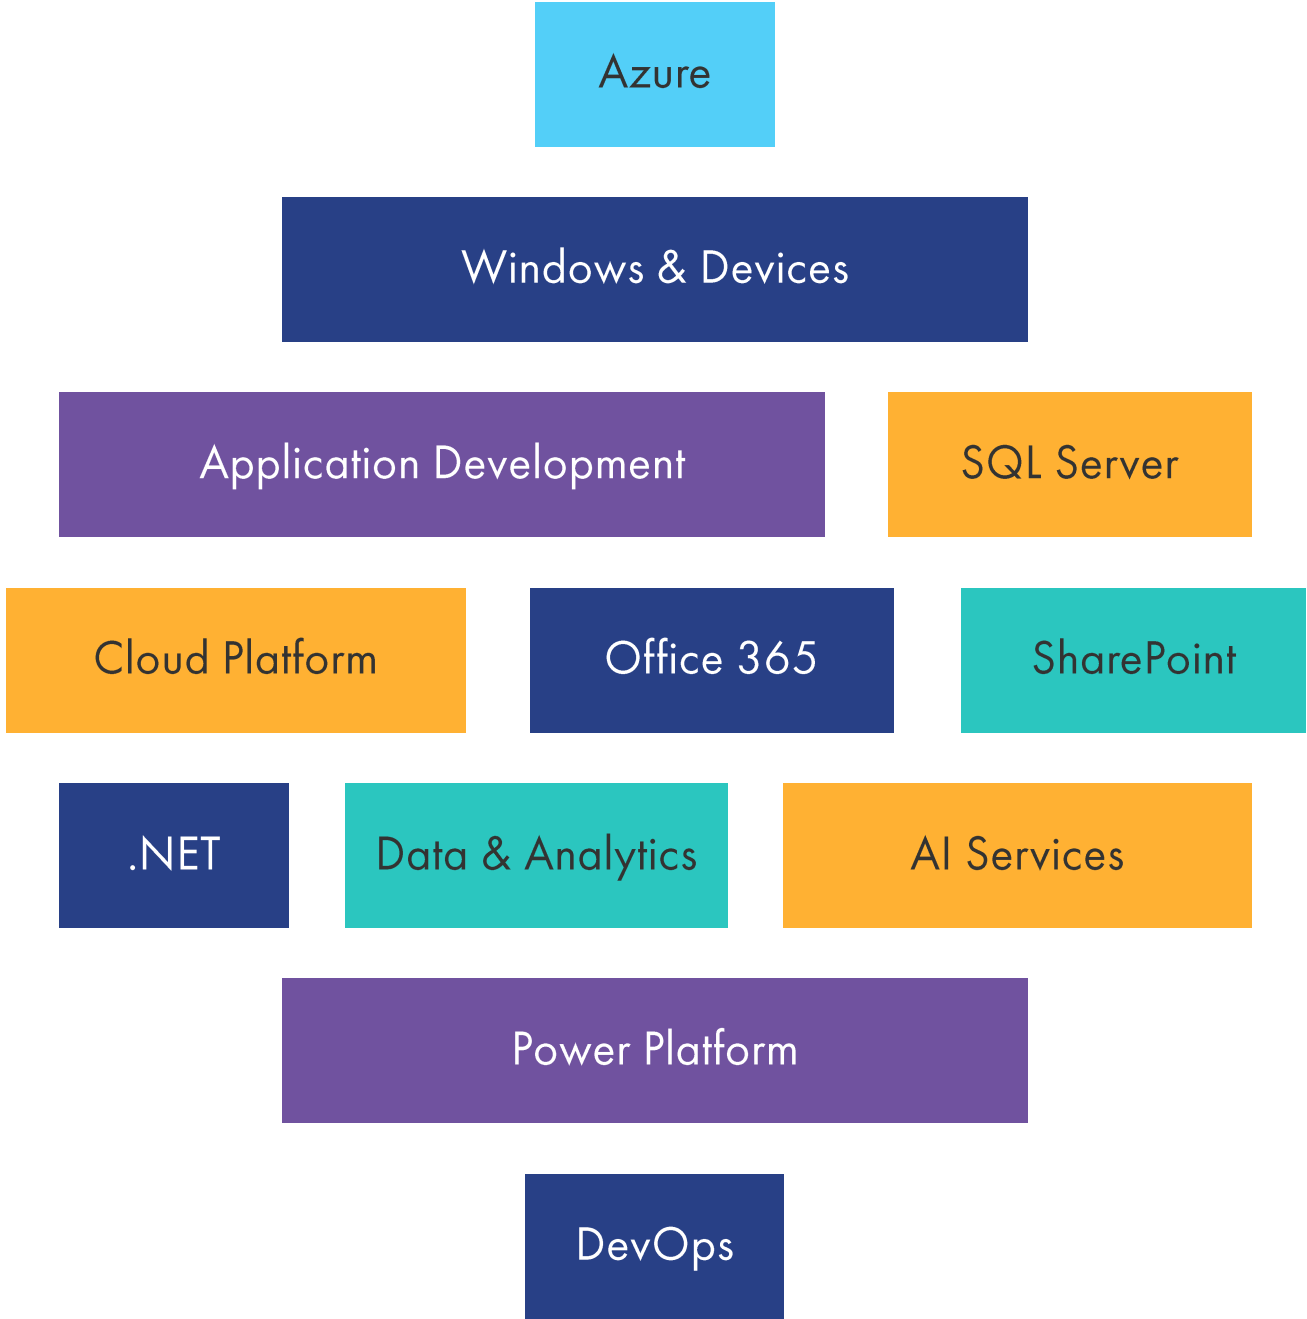 Azure
Windows & Devices
Application Development
SQL Server
Cloud Platform
Office 365
SharePoint
.NET
Data & Analytics
AI Services
Power Platform
DevOps